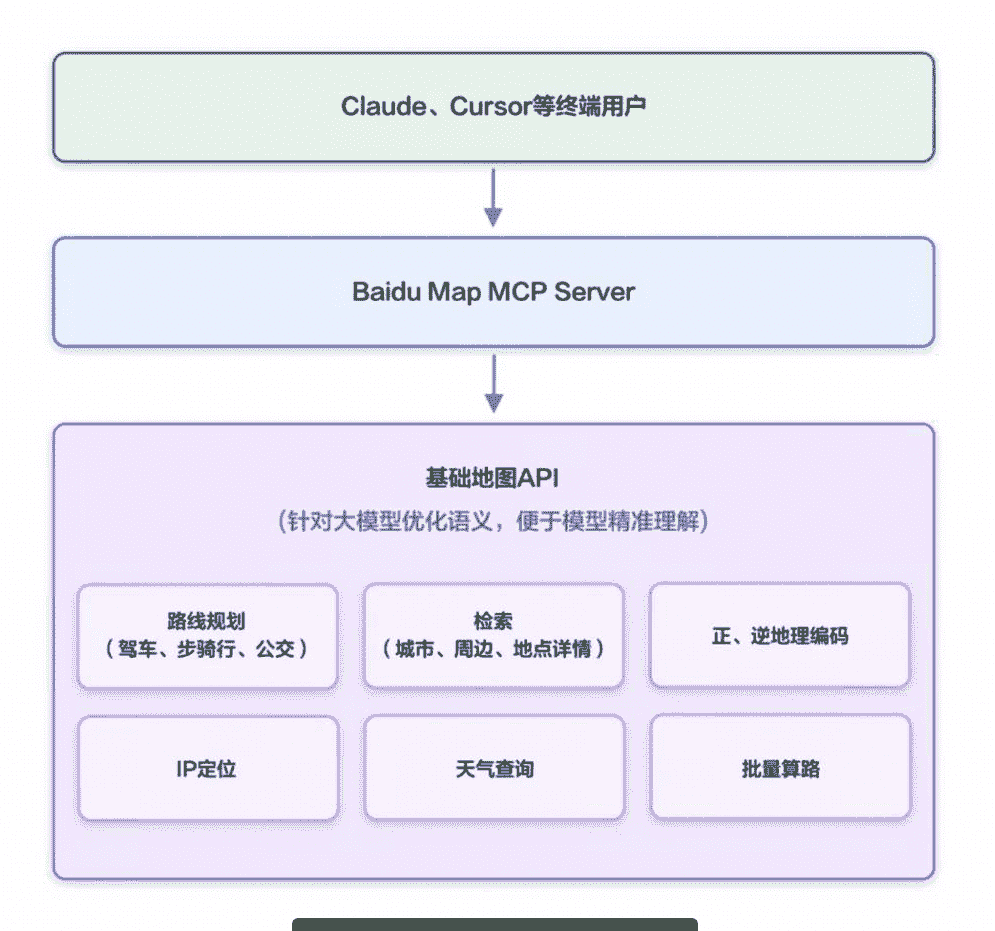 Claude、Cursor等终端用户
Baidu Map MCP Server
基础地图API
(针对大模型优化语义，便于模型精准理解)
路线规划
（驾车、步骑行、公交）
检索
（城市、周边、地点详情）
正、逆地理编码
IP定位
天气查询
批量算路